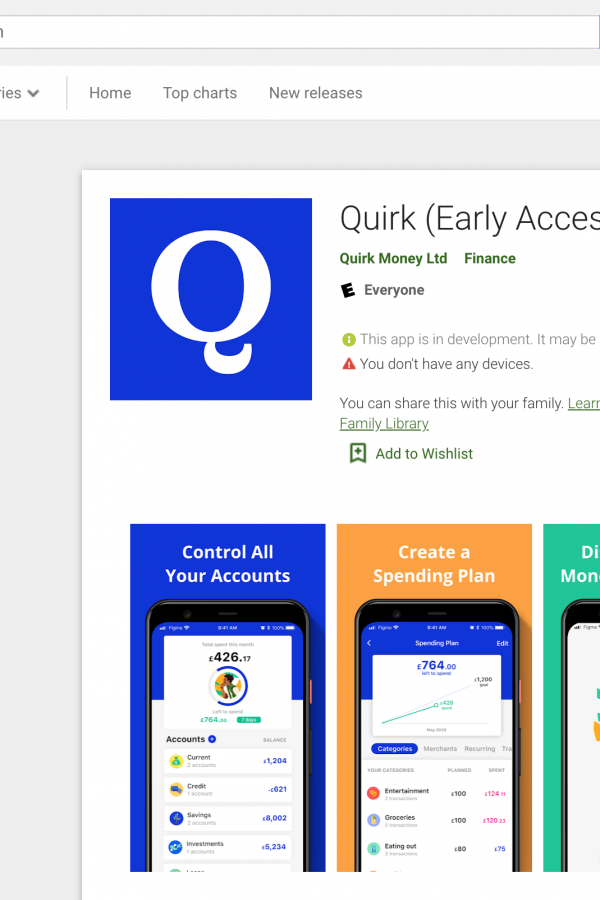 Home Top charts New releases
Q
Quirk (Early Acces
Quirk Money Ltd Finance
E Everyone
This app is in development. It may be
You don't have any devices.
You can share this with your family. Learn
Family Library
Add to Wishlist
Control All
Your Accounts
Figma 9:41 AM 100%
Total spent this month
£426.17
Left to spend
£764.00 7 days
Accounts BALANCE
Current £1,204
2 accounts
Credit -£621
1 account
Savings £8,002
2 accounts
Investments £5,234
1 accounts
Create a
Spending Plan
Figma 9:41 AM 100%
Spending Plan Edit
£764.00
left to spend
£1,200
goal
£426
spent
May 2020
Categories Merchants Recurring Tra
YOUR CATEGORIES PLANNED SPENT
Entertainment £100 £124.11
2 transactions
Groceries £100 £120.23
5 transactions
Eating out £80 £75
3 transactions
Di
Mon
Figma